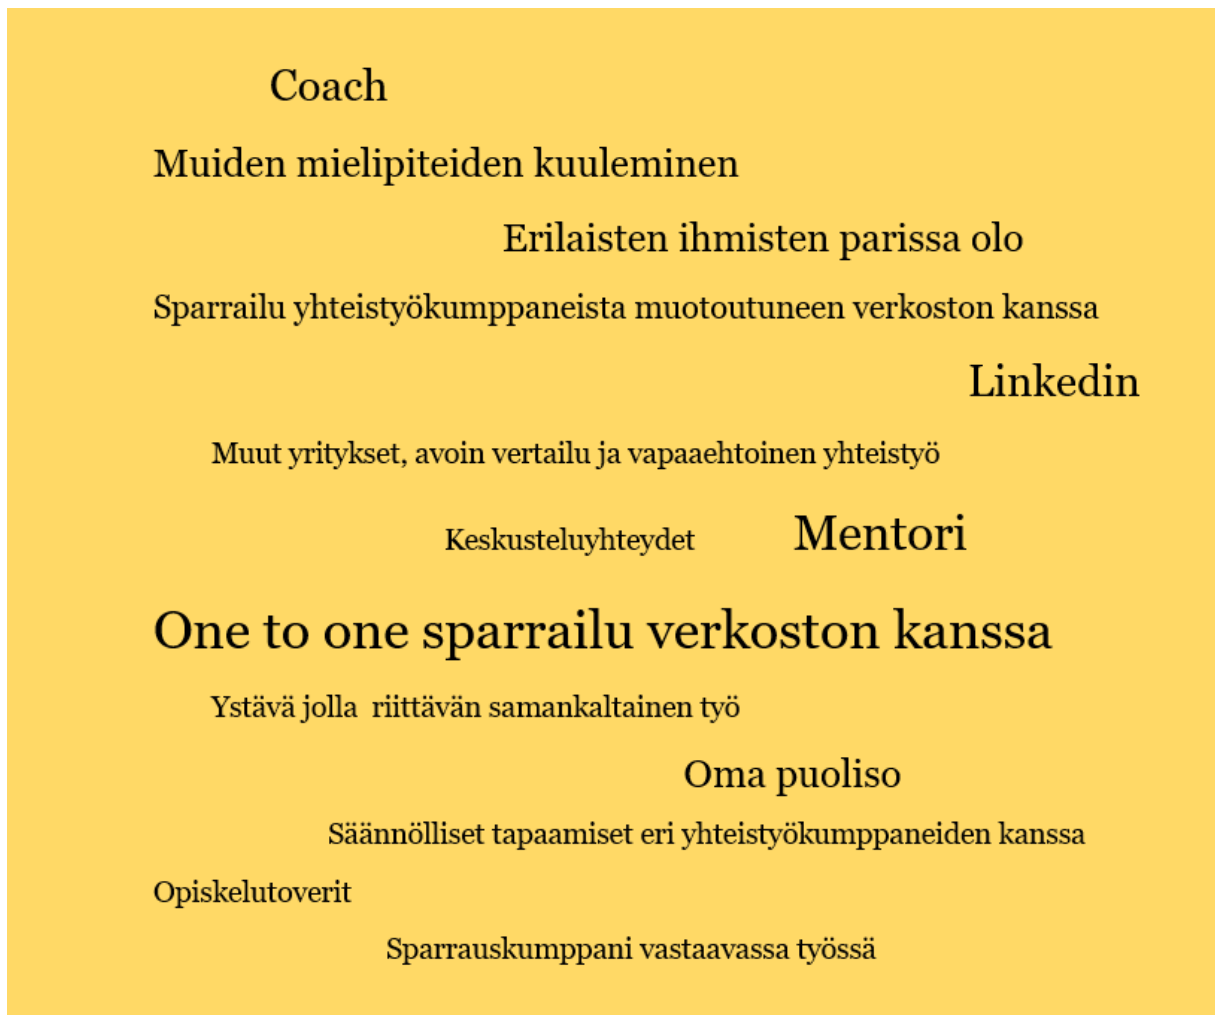 Coach
Muiden mielipiteiden kuuleminen
Erilaisten ihmisten parissa olo
Sparrailu yhteistyökumppaneista muotoutuneen verkoston kanssa
Linkedin
Muut yritykset, avoin vertailu ja vapaaehtoinen yhteistyö
Keskusteluyhteydet Mentori
One to one sparrailu verkoston kanssa
Ystävä jolla riittävän samankaltainen työ
Oma puoliso
Säännölliset tapaamiset eri yhteistyökumppaneiden kanssa
Opiskelutoverit
Sparrauskumppani vastaavassa työssä